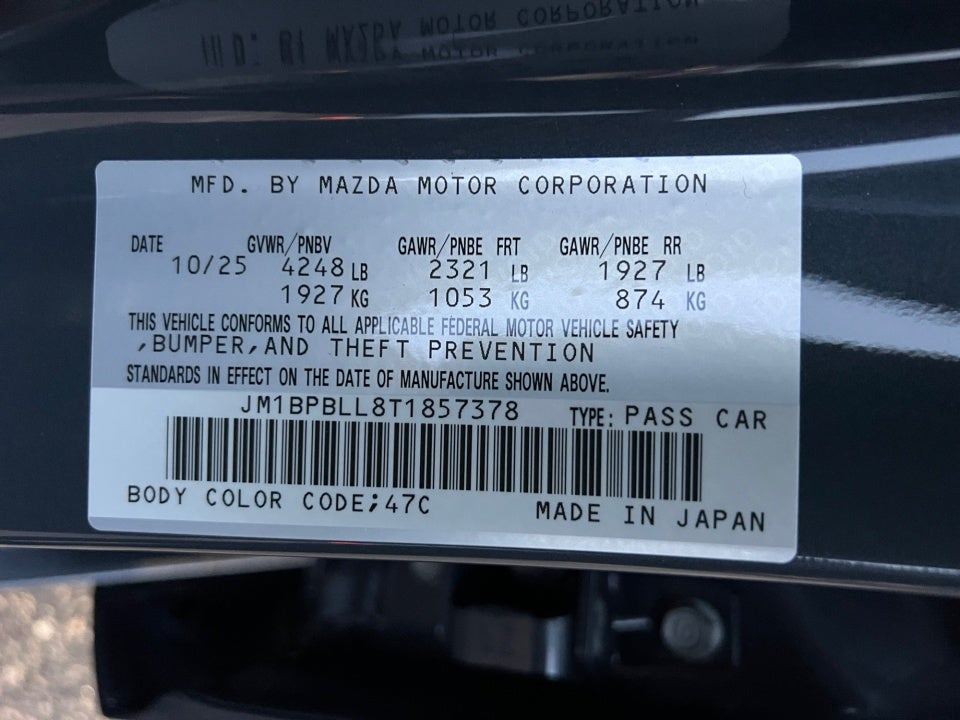 MFD. BY MAZDA MOTOR CORPORATION
DATE GVWR/PNBV GAWR/PNBE FRT GAWR/PNBE RR
10/25 4248 LB 2321 LB 1927 LB
1927 KG 1053 KG 874 KG
THIS VEHICLE CONFORMS TO ALL APPLICABLE FEDERAL MOTOR VEHICLE SAFETY
,BUMPER,AND THEFT PREVENTION
STANDARDS IN EFFECT ON THE DATE OF MANUFACTURE SHOWN ABOVE.
JM1BPBLL8T1857378 TYPE: PASS CAR
BODY COLOR CODE;47C MADE IN JAPAN